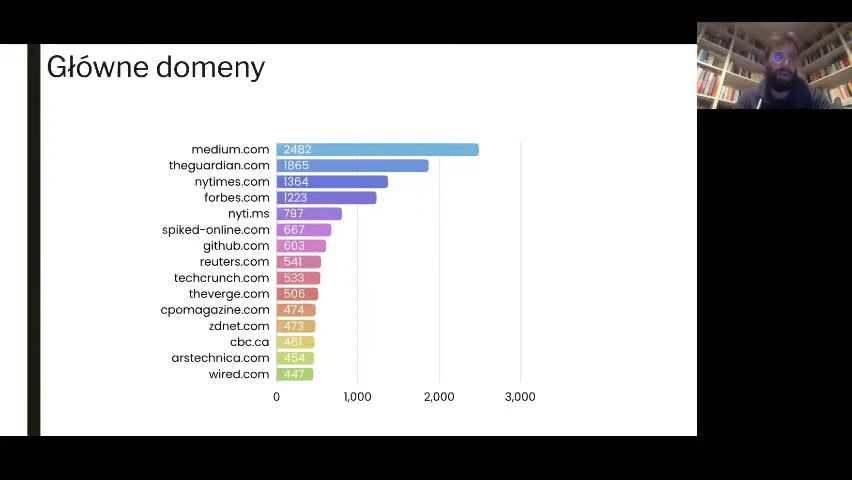 Główne domeny
medium.com 2482
theguardian.com 1865
nytimes.com 1364
forbes.com 1223
nyti.ms 797
spiked-online.com 667
github.com 603
reuters.com 541
techcrunch.com 533
theverge.com 506
cpomagazine.com 474
zdnet.com 473
cbc.ca 461
arstechnica.com 454
wired.com 447
0 1,000 2,000 3,000